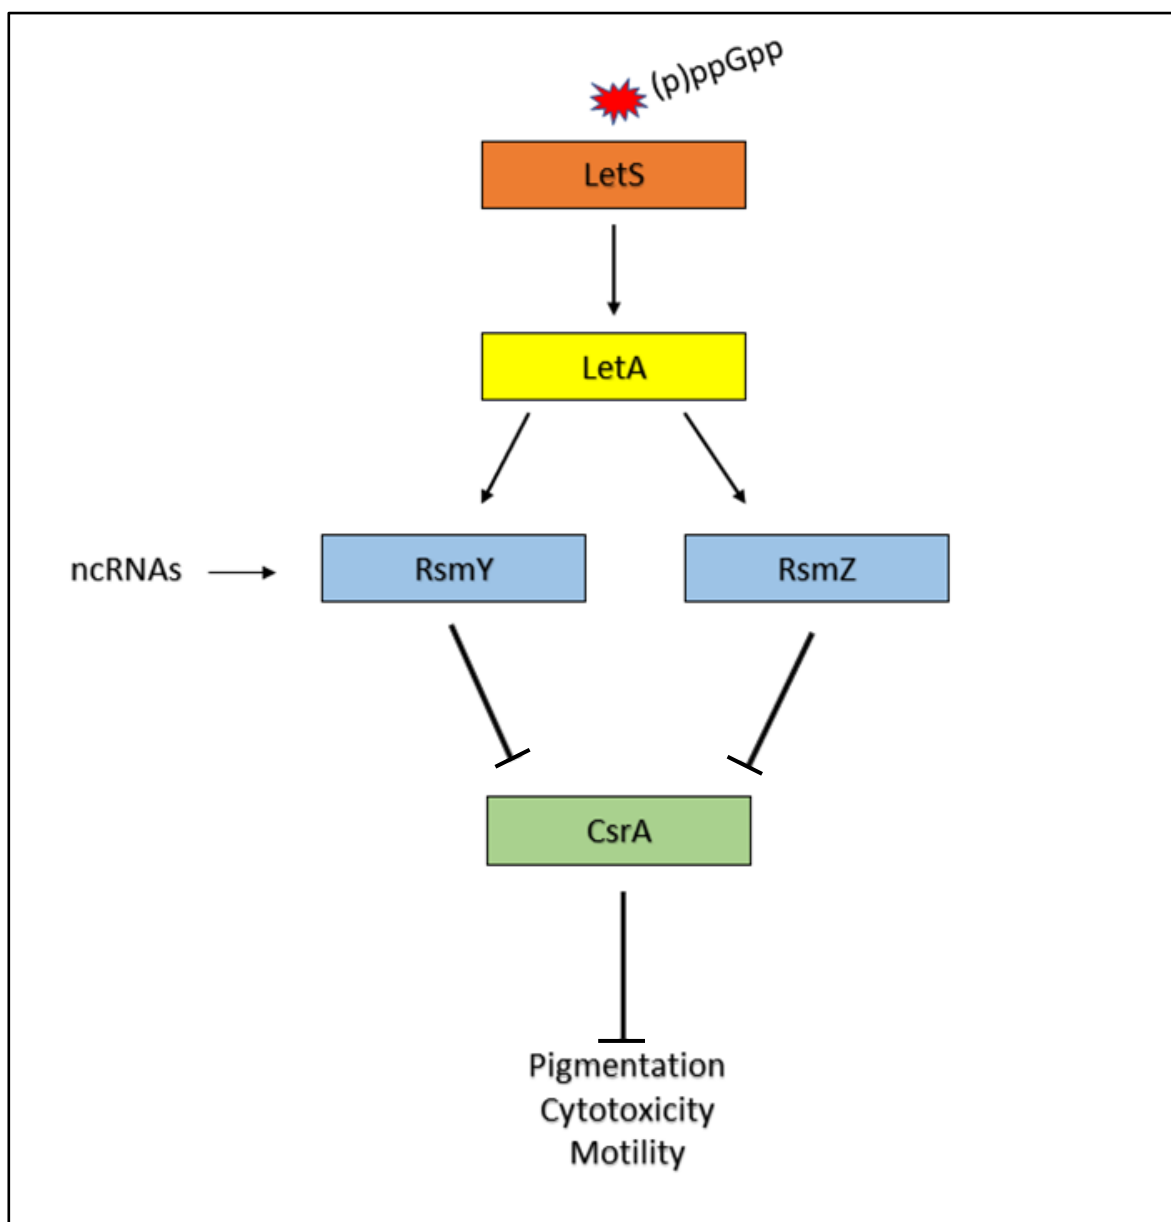 (p)ppGpp
LetS
LetA
ncRNAs
RsmY
RsmZ
CsrA
Pigmentation
Cytotoxicity
Motility